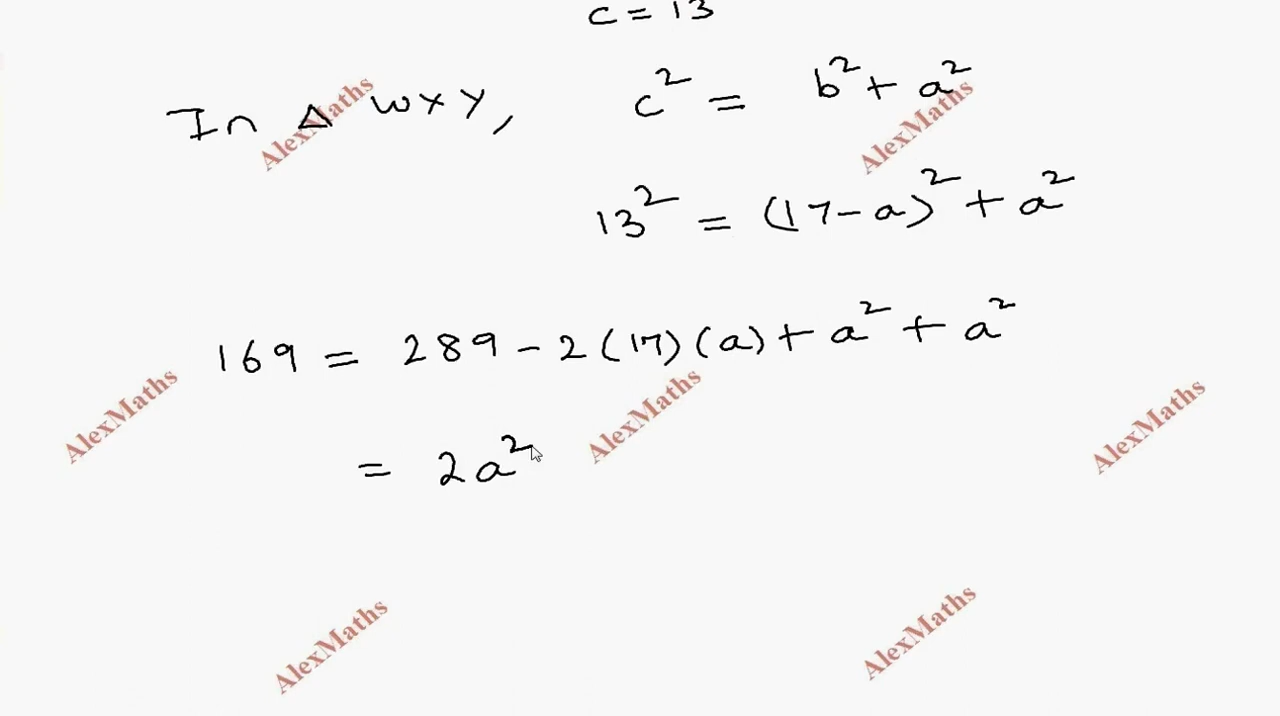 c = 13
In Δ WXY, c² = b² + a²
13² = (17-a)² + a²
169 = 289 - 2(17)(a) + a² + a²
= 2a²
AlexMaths
AlexMaths
AlexMaths
AlexMaths
AlexMaths
AlexMaths
AlexMaths